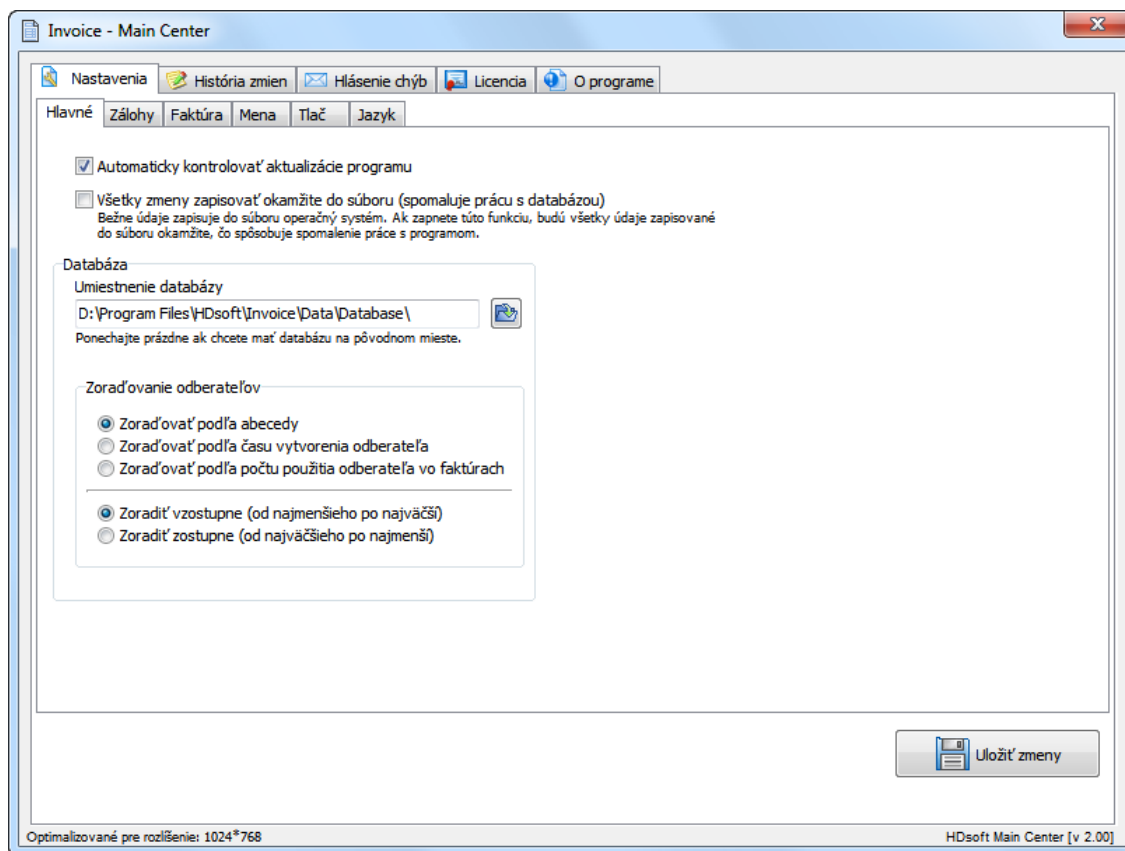 Invoice - Main Center
Nastavenia História zmien Hlásenie chýb Licencia O programe
Hlavné Zálohy Faktúra Mena Tlač Jazyk
Automaticky kontrolovať aktualizácie programu
Všetky zmeny zapisovať okamžite do súboru (spomaluje prácu s databázou)
Bežne údaje zapisuje do súboru operačný systém. Ak zapnete túto funkciu, budú všetky údaje zapisované
do súboru okamžite, čo spôsobuje spomalenie práce s programom.
Databáza
Umiestnenie databázy
D:\Program Files\HDsoft\Invoice\Data\Database\
Ponechajte prázdne ak chcete mať databázu na pôvodnom mieste.
Zoraďovanie odberateľov
Zoraďovať podľa abecedy
Zoraďovať podľa času vytvorenia odberateľa
Zoraďovať podľa počtu použitia odberateľa vo faktúrach
Zoradiť vzostupne (od najmenšieho po najväčší)
Zoradiť zostupne (od najväčšieho po najmenší)
Uložiť zmeny
Optimalizované pre rozlíšenie: 1024*768 HDsoft Main Center [v 2.00]